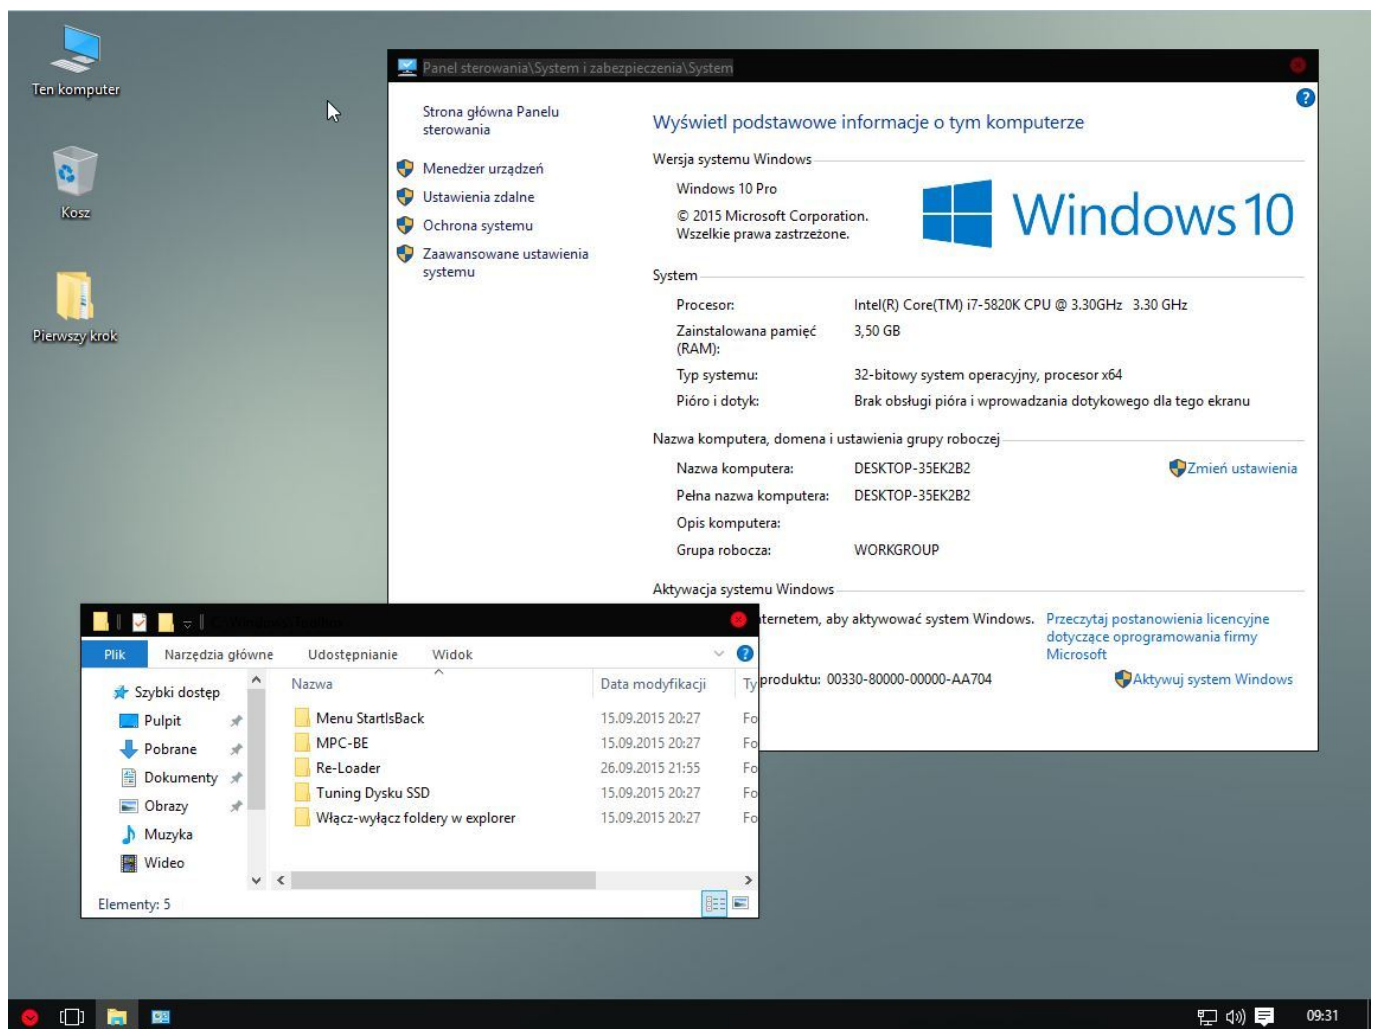 Ten komputer
Kosz
Pierwszy krok
Panel sterowania\System i zabezpieczenia\System
Strona główna Panelu
sterowania
Menedżer urządzeń
Ustawienia zdalne
Ochrona systemu
Zaawansowane ustawienia
systemu
Wyświetl podstawowe informacje o tym komputerze
Wersja systemu Windows
Windows 10 Pro
© 2015 Microsoft Corporation.
Wszelkie prawa zastrzeżone.
Windows 10
System
Procesor: Intel(R) Core(TM) i7-5820K CPU @ 3.30GHz 3.30 GHz
Zainstalowana pamięć 3,50 GB
(RAM):
Typ systemu: 32-bitowy system operacyjny, procesor x64
Pióro i dotyk: Brak obsługi pióra i wprowadzania dotykowego dla tego ekranu
Nazwa komputera, domena i ustawienia grupy roboczej
Nazwa komputera: DESKTOP-35EK2B2 Zmień ustawienia
Pełna nazwa komputera: DESKTOP-35EK2B2
Opis komputera:
Grupa robocza: WORKGROUP
Aktywacja systemu Windows
ternetem, aby aktywować system Windows. Przeczytaj postanowienia licencyjne
dotyczące oprogramowania firmy
Microsoft
produktu: 00330-80000-00000-AA704 Aktywuj system Windows
Plik Narzędzia główne Udostępnianie Widok
Szybki dostęp
Pulpit
Pobrane
Dokumenty
Obrazy
Muzyka
Wideo
Nazwa Data modyfikacji Ty
Menu StartIsBack 15.09.2015 20:27 Fo
MPC-BE 15.09.2015 20:27 Fo
Re-Loader 26.09.2015 21:55 Fo
Tuning Dysku SSD 15.09.2015 20:27 Fo
Włącz-wyłącz foldery w explorer 15.09.2015 20:27 Fo
Elementy: 5
09:31